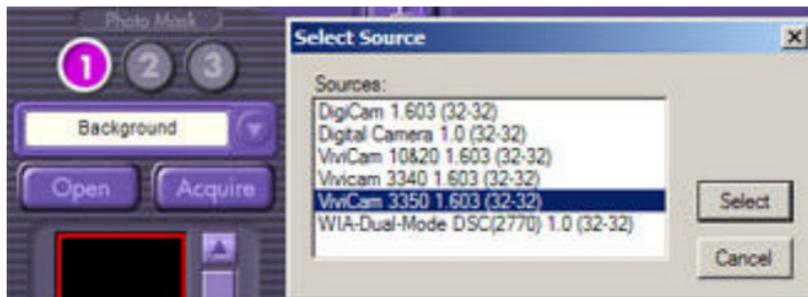 Photo Mask
1 2 3
Background
Open Acquire
Select Source
Sources:
DigiCam 1.603 (32-32)
Digital Camera 1.0 (32-32)
ViviCam 10&20 1.603 (32-32)
Vivicam 3340 1.603 (32-32)
ViviCam 3350 1.603 (32-32)
WIA-Dual-Mode DSC(2770) 1.0 (32-32)
Select
Cancel